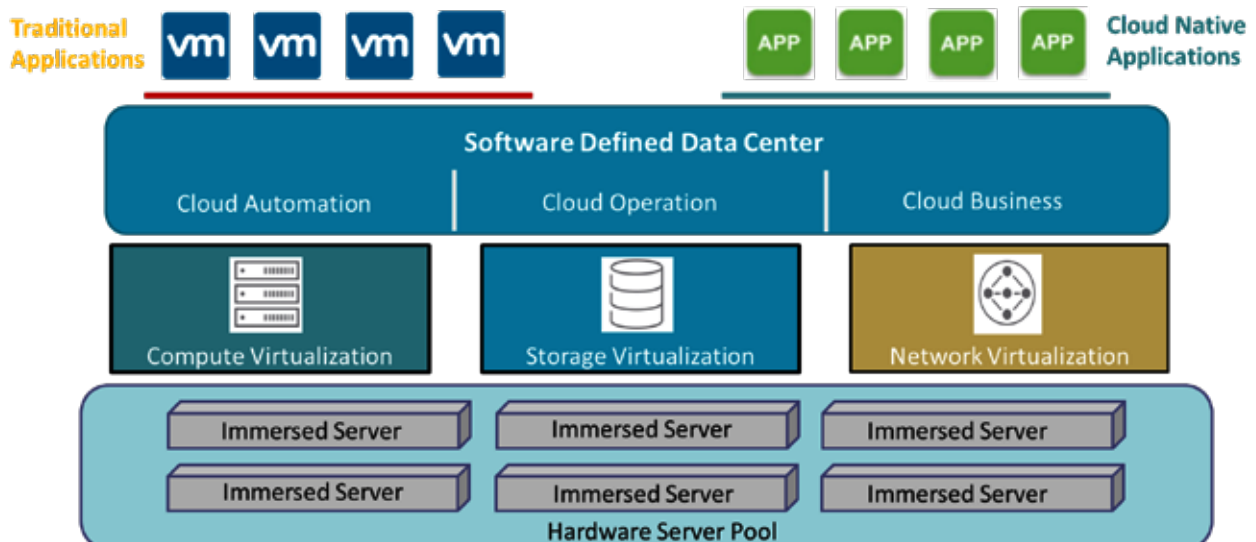 Traditional
Applications
vm vm vm vm
APP APP APP APP
Cloud Native
Applications
Software Defined Data Center
Cloud Automation
Cloud Operation
Cloud Business
Compute Virtualization
Storage Virtualization
Network Virtualization
Immersed Server
Immersed Server
Immersed Server
Immersed Server
Immersed Server
Immersed Server
Hardware Server Pool